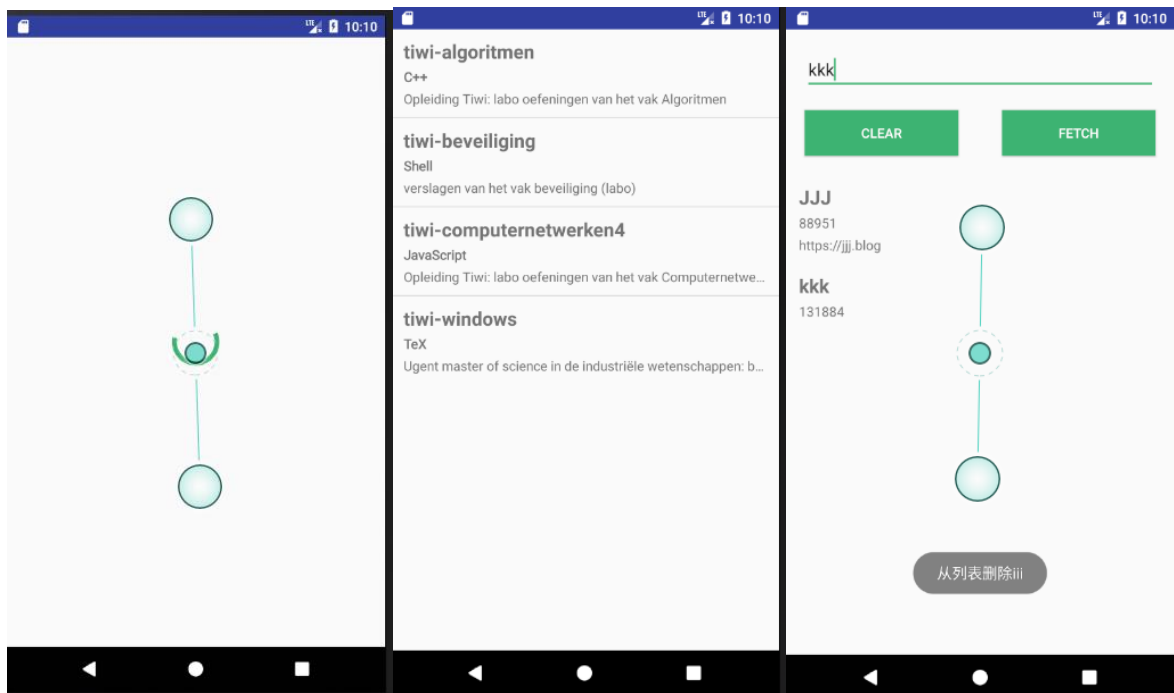 LTE 10:10
LTE 10:10
tiwi-algoritmen
C++
Opleiding Tiwi: labo oefeningen van het vak Algoritmen
tiwi-beveiliging
Shell
verslagen van het vak beveiliging (labo)
tiwi-computernetwerken4
JavaScript
Opleiding Tiwi: labo oefeningen van het vak Computernetwe...
tiwi-windows
TeX
Ugent master of science in de industriële wetenschappen: b...
LTE 10:10
kkk
CLEAR FETCH
JJJ
88951
https://jjj.blog
kkk
131884
从列表删除iii